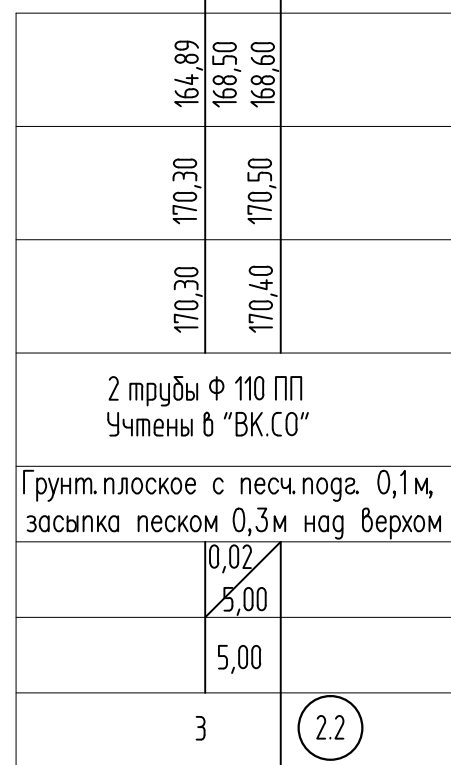 164,89 168,50 168,60
170,30 170,50
170,30 170,40
2 трубы Ф 110 ПП
Учтены в "ВК.СО"
Грунт.плоское с песч.подг. 0,1м,
засыпка песком 0,3м над верхом
0,02
5,00
5,00
3 2.2